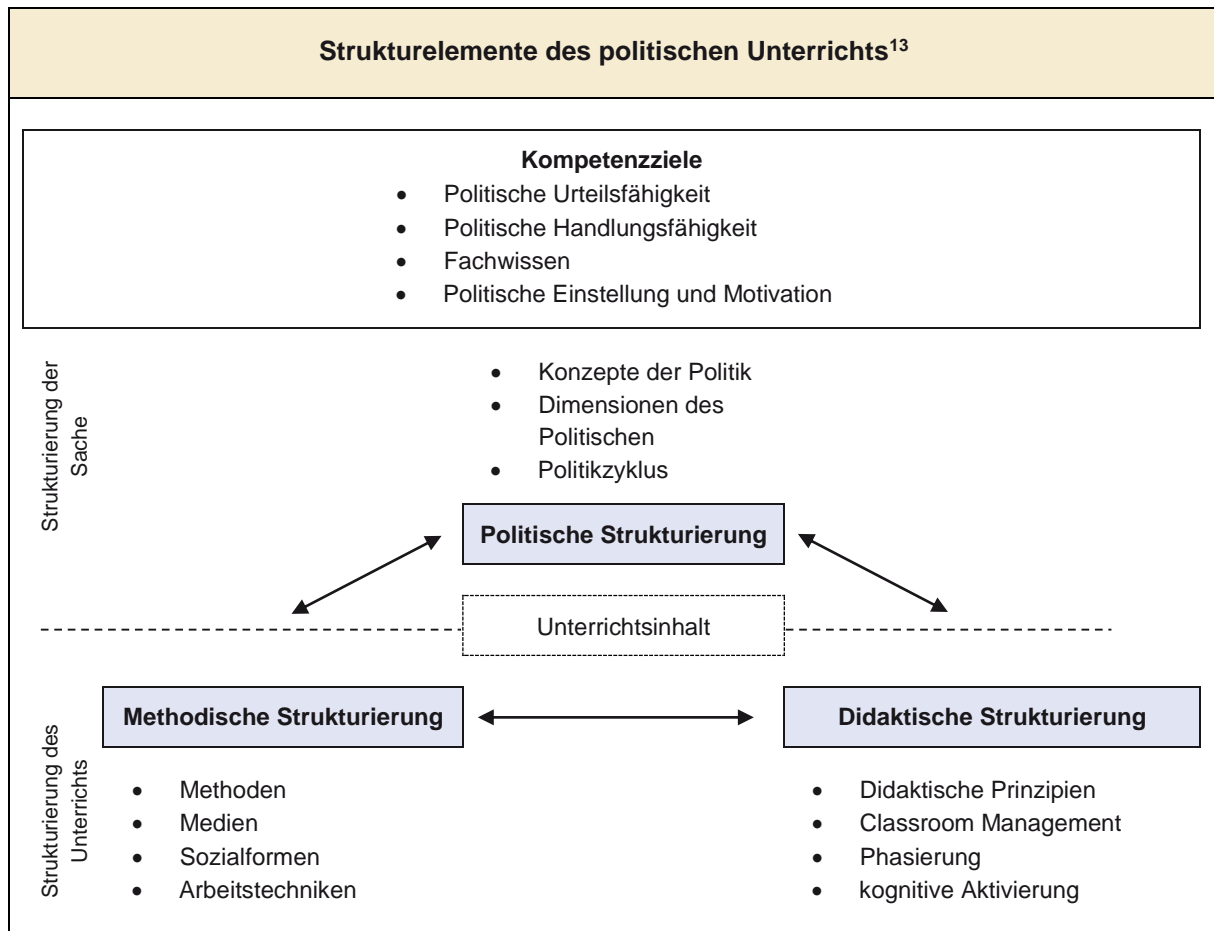 Strukturelemente des politischen Unterrichts¹³
Kompetenzziele
• Politische Urteilsfähigkeit
• Politische Handlungsfähigkeit
• Fachwissen
• Politische Einstellung und Motivation
Strukturierung der
Sache
• Konzepte der Politik
• Dimensionen des
Politischen
• Politikzyklus
Politische Strukturierung
Unterrichtsinhalt
Strukturierung des
Unterrichts
Methodische Strukturierung
• Methoden
• Medien
• Sozialformen
• Arbeitstechniken
Didaktische Strukturierung
• Didaktische Prinzipien
• Classroom Management
• Phasierung
• kognitive Aktivierung